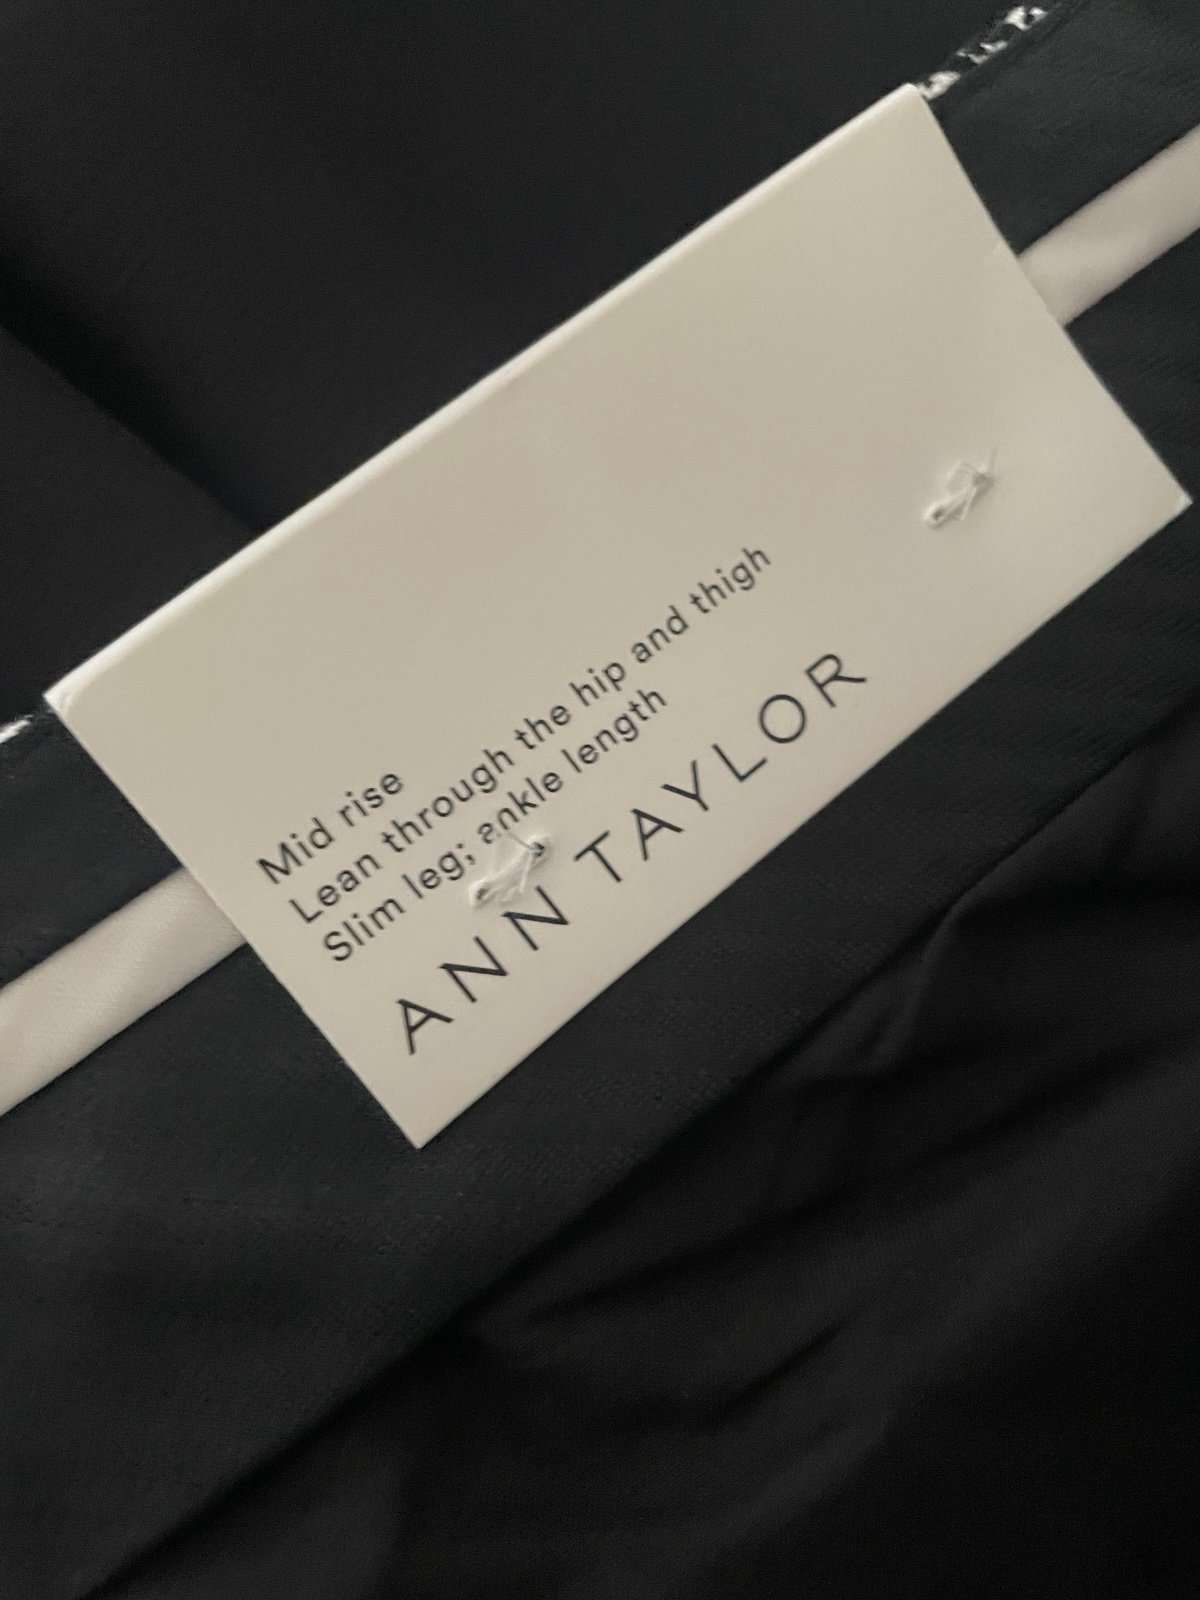 Mid rise
Lean through the hip and thigh
Slim leg; ankle length
ANN TAYLOR